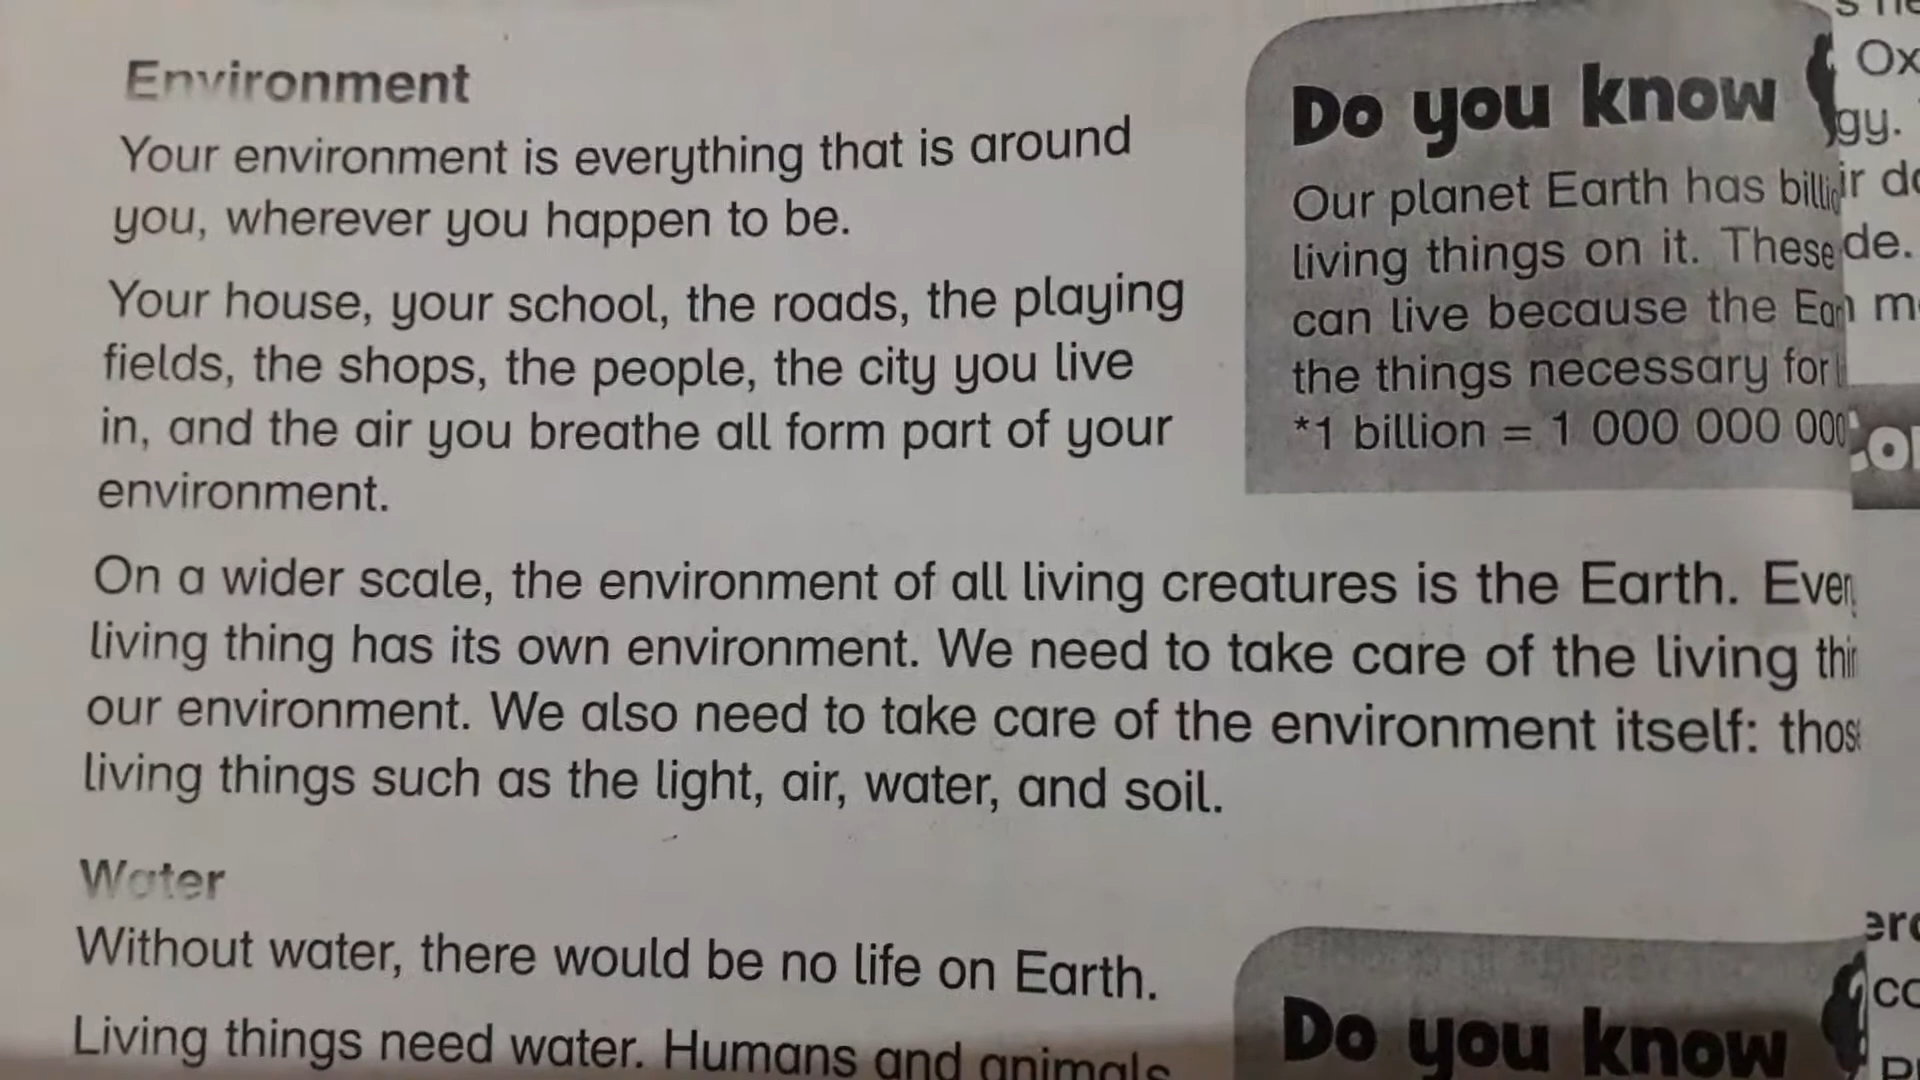 Environment
Your environment is everything that is around
you, wherever you happen to be.
Your house, your school, the roads, the playing
fields, the shops, the people, the city you live
in, and the air you breathe all form part of your
environment.
On a wider scale, the environment of all living creatures is the Earth.
living thing has its own environment. We need to take care of the living
our environment. We also need to take care of the environment itself:
living things such as the light, air, water, and soil.
Water
Without water, there would be no life on Earth.
Living things need water. Humans and animals
Do you know
Our planet Earth has
living things on it. These
can live because the
the things necessary for
*1 billion = 1 000 000 000
Do you know
gy.
de.